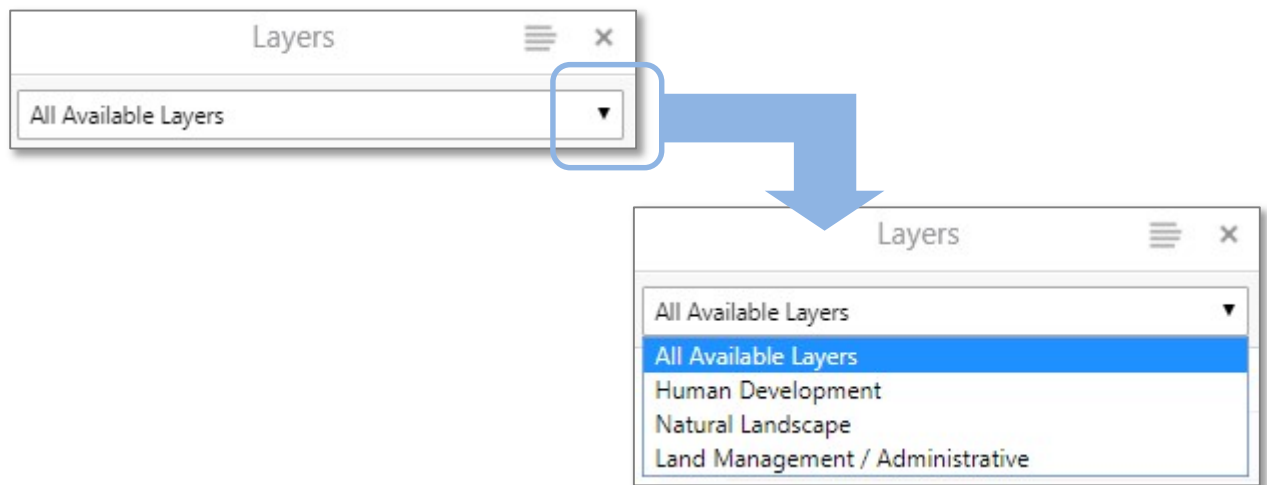 Layers
All Available Layers
Layers
All Available Layers
All Available Layers
Human Development
Natural Landscape
Land Management / Administrative